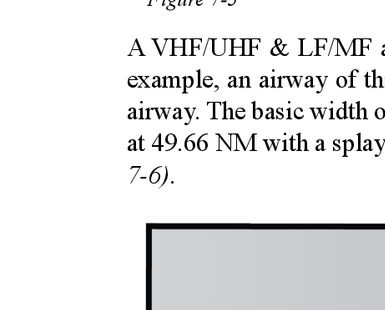 Figure 7-5
A VHF/UHF & LF/MF
example, an airway of
airway. The basic width
at 49.66 NM with a splay
7-6).